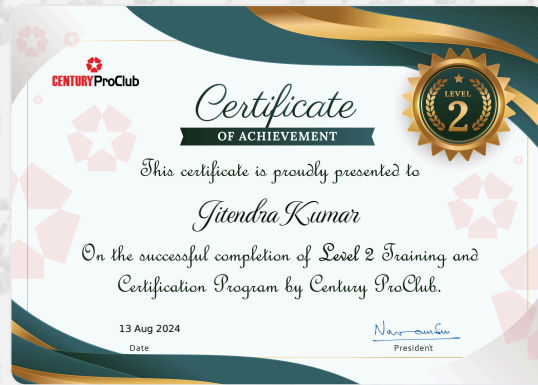 CENTURY ProClub
LEVEL
2
Certificate
OF ACHIEVEMENT
This certificate is proudly presented to
Jitendra Kumar
On the successful completion of Level 2 Training and
Certification Program by Century ProClub.
13 Aug 2024
Date
President